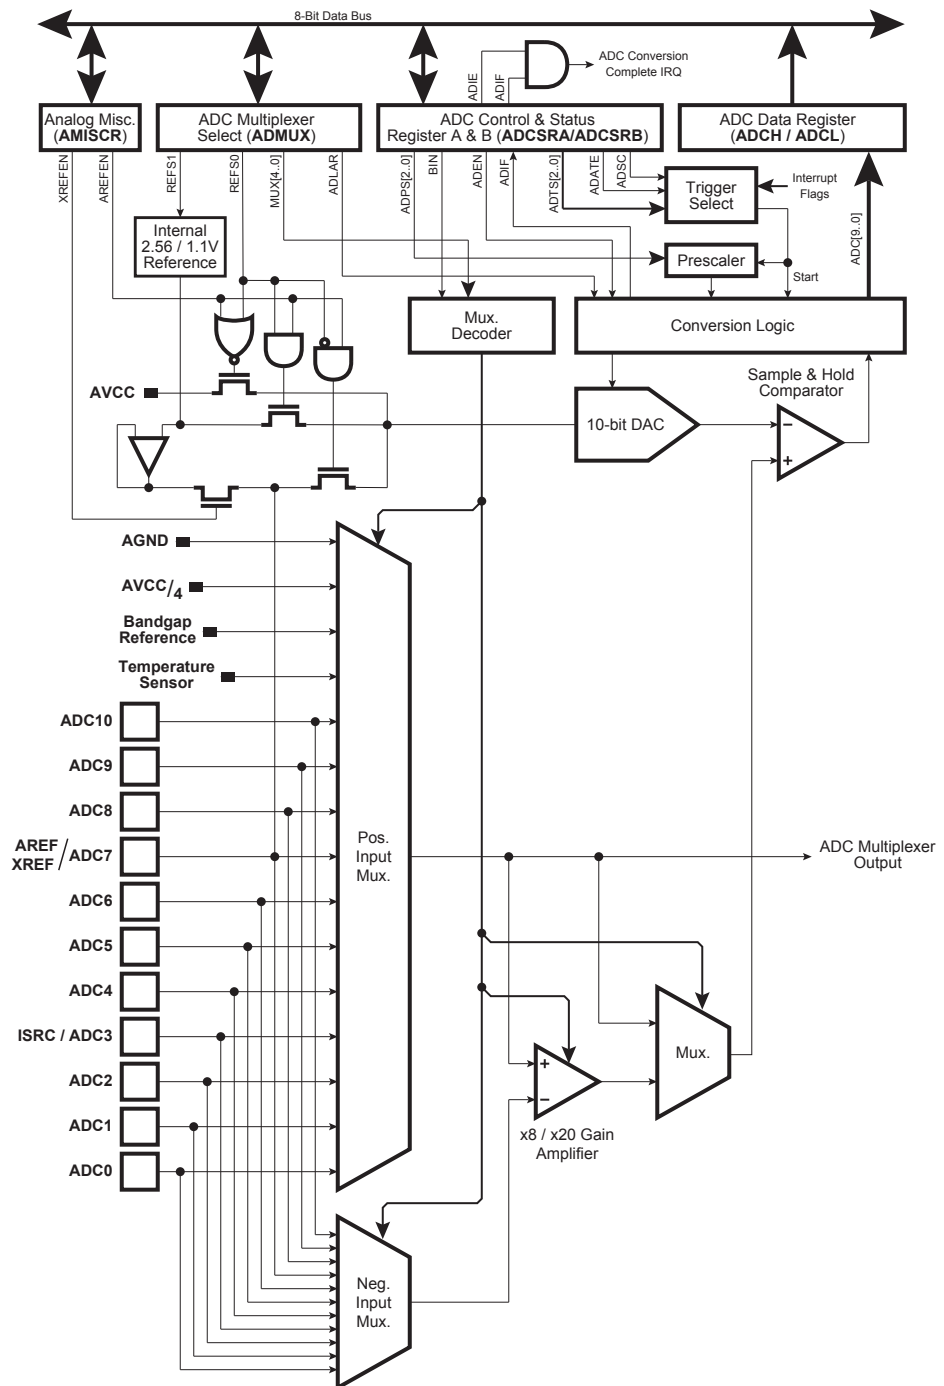 8-Bit Data Bus
ADC Conversion
Complete IRQ
ADIE
ADIF
Analog Misc.
(AMISCR)
ADC Multiplexer
Select (ADMUX)
ADC Control & Status
Register A & B (ADCSRA/ADCSRB)
ADC Data Register
(ADCH / ADCL)
XREFEN
AREFEN
REFS1
REFS0
MUX[4..0]
ADLAR
ADPS[2..0]
BIN
ADEN
ADIF
ADTS[2..0]
ADATE
ADSC
ADC[9..0]
Trigger
Select
Interrupt
Flags
Internal
2.56 / 1.1V
Reference
Prescaler
Start
Mux.
Decoder
Conversion Logic
Sample & Hold
Comparator
AVCC
10-bit DAC
−
+
AGND
AVCC/4
Bandgap
Reference
Temperature
Sensor
ADC10
ADC9
ADC8
AREF
XREF / ADC7
ADC6
ADC5
ADC4
ISRC / ADC3
ADC2
ADC1
ADC0
Pos.
Input
Mux.
ADC Multiplexer
Output
Mux.
+
−
x8 / x20 Gain
Amplifier
Neg.
Input
Mux.